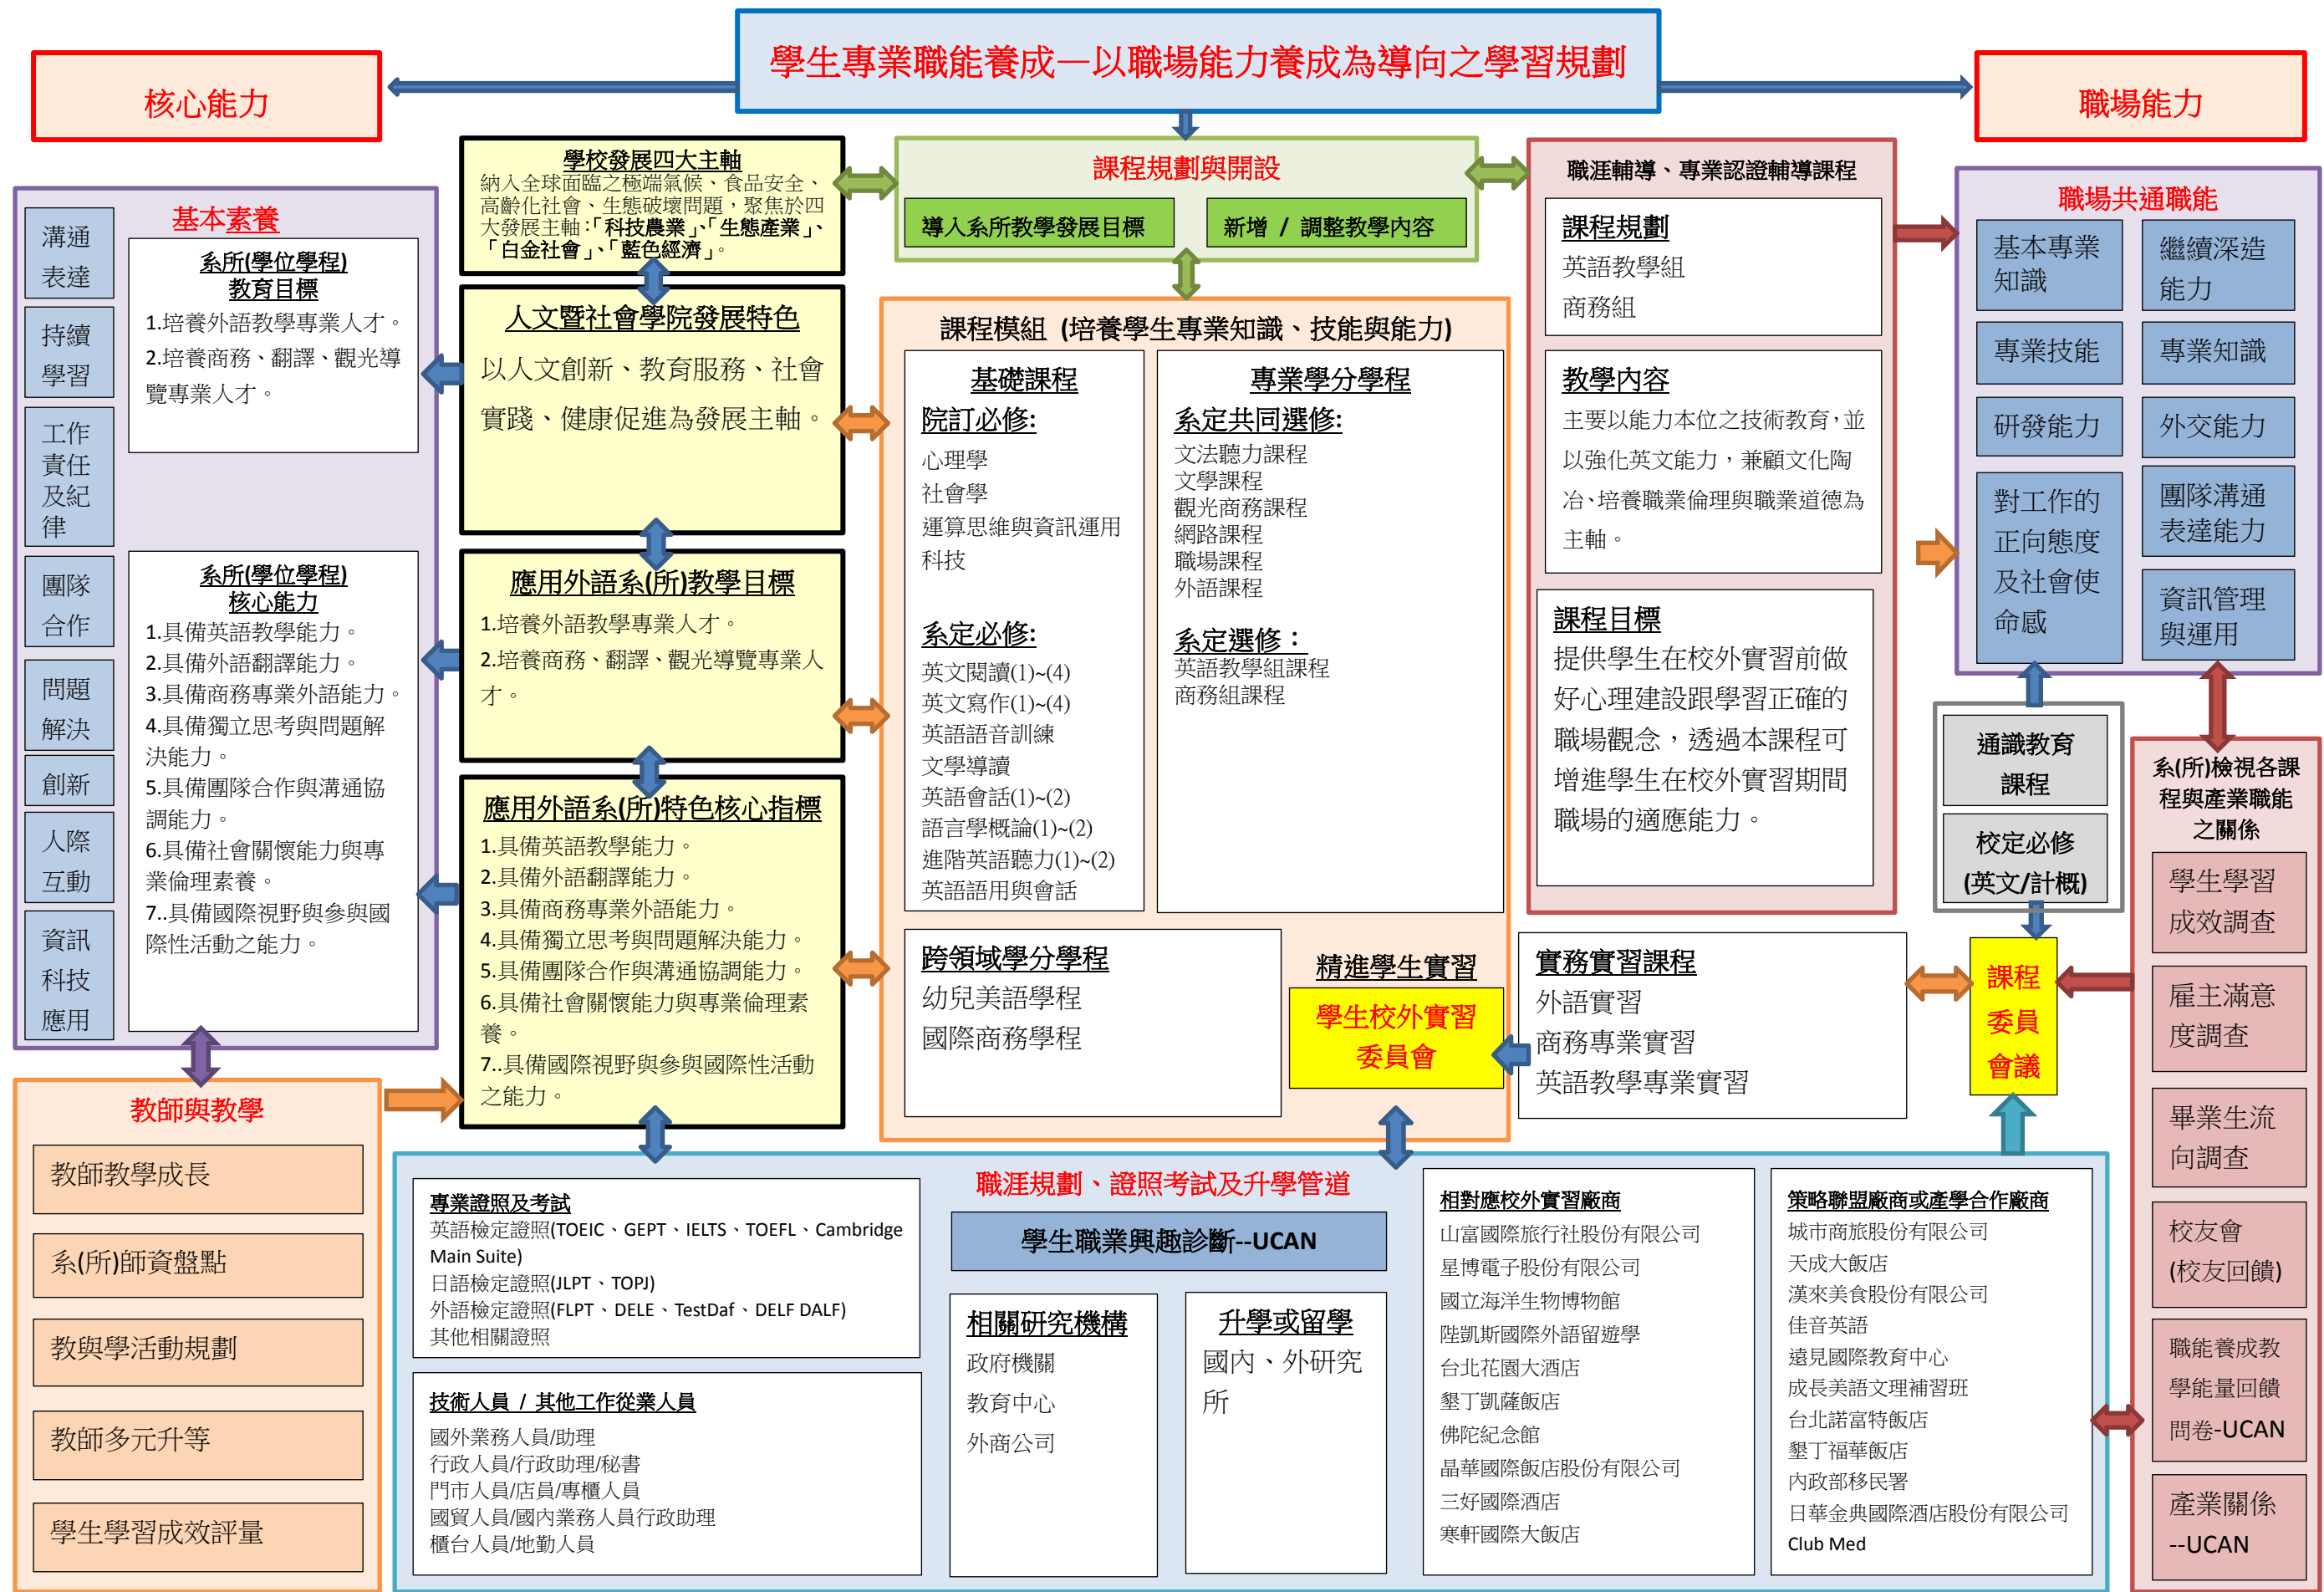 學生專業職能養成—以職場能力養成為導向之學習規劃
核心能力
職場能力
基本素養
溝通
表達
持續
學習
工作
責任
及紀
律
團隊
合作
問題
解決
創新
人際
互動
資訊
科技
應用
系所(學位學程)
教育目標
1.培養外語教學專業人才。
2.培養商務、翻譯、觀光導
覽專業人才。
系所(學位學程)
核心能力
1.具備英語教學能力。
2.具備外語翻譯能力。
3.具備商務專業外語能力。
4.具備獨立思考與問題解
決能力。
5.具備團隊合作與溝通協
調能力。
6.具備社會關懷能力與專
業倫理素養。
7..具備國際視野與參與國
際性活動之能力。
教師與教學
教師教學成長
系(所)師資盤點
教與學活動規劃
教師多元升等
學生學習成效評量
學校發展四大主軸
納入全球面臨之極端氣候、食品安全、
高齡化社會、生態破壞問題，聚焦於四
大發展主軸:「科技農業」、「生態產業」、
「白金社會」、「藍色經濟」。
人文暨社會學院發展特色
以人文創新、教育服務、社會
實踐、健康促進為發展主軸。
應用外語系(所)教學目標
1.培養外語教學專業人才。
2.培養商務、翻譯、觀光導覽專業人
才。
應用外語系(所)特色核心指標
1.具備英語教學能力。
2.具備外語翻譯能力。
3.具備商務專業外語能力。
4.具備獨立思考與問題解決能力。
5.具備團隊合作與溝通協調能力。
6.具備社會關懷能力與專業倫理素
養。
7..具備國際視野與參與國際性活動
之能力。
課程規劃與開設
導入系所教學發展目標
新增 / 調整教學內容
課程模組 (培養學生專業知識、技能與能力)
基礎課程
院訂必修:
心理學
社會學
運算思維與資訊運用
科技
系定必修:
英文閱讀(1)~(4)
英文寫作(1)~(4)
英語語音訓練
文學導讀
英語會話(1)~(2)
語言學概論(1)~(2)
進階英語聽力(1)~(2)
英語語用與會話
專業學分學程
系定共同選修:
文法聽力課程
文學課程
觀光商務課程
網路課程
職場課程
外語課程
系定選修：
英語教學組課程
商務組課程
跨領域學分學程
幼兒美語學程
國際商務學程
精進學生實習
學生校外實習
委員會
職涯輔導、專業認證輔導課程
課程規劃
英語教學組
商務組
教學內容
主要以能力本位之技術教育，並
以強化英文能力，兼顧文化陶
冶、培養職業倫理與職業道德為
主軸。
課程目標
提供學生在校外實習前做
好心理建設跟學習正確的
職場觀念，透過本課程可
增進學生在校外實習期間
職場的適應能力。
實務實習課程
外語實習
商務專業實習
英語教學專業實習
職場共通職能
基本專業
知識
繼續深造
能力
專業技能
專業知識
研發能力
外交能力
對工作的
正向態度
及社會使
命感
團隊溝通
表達能力
資訊管理
與運用
通識教育
課程
校定必修
(英文/計概)
課程
委員
會議
系(所)檢視各課
程與產業職能
之關係
學生學習
成效調查
雇主滿意
度調查
畢業生流
向調查
校友會
(校友回饋)
職能養成教
學能量回饋
問卷-UCAN
產業關係
--UCAN
職涯規劃、證照考試及升學管道
專業證照及考試
英語檢定證照(TOEIC、GEPT、IELTS、TOEFL、Cambridge
Main Suite)
日語檢定證照(JLPT、TOPJ)
外語檢定證照(FLPT、DELE、TestDaf、DELF DALF)
其他相關證照
技術人員 / 其他工作從業人員
國外業務人員/助理
行政人員/行政助理/秘書
門市人員/店員/專櫃人員
國貿人員/國內業務人員行政助理
櫃台人員/地勤人員
學生職業興趣診斷--UCAN
相關研究機構
政府機關
教育中心
外商公司
升學或留學
國內、外研究
所
相對應校外實習廠商
山富國際旅行社股份有限公司
星博電子股份有限公司
國立海洋生物博物館
陞凱斯國際外語留遊學
台北花園大酒店
墾丁凱薩飯店
佛陀紀念館
晶華國際飯店股份有限公司
三好國際酒店
寒軒國際大飯店
策略聯盟廠商或產學合作廠商
城市商旅股份有限公司
天成大飯店
漢來美食股份有限公司
佳音英語
遠見國際教育中心
成長美語文理補習班
台北諾富特飯店
墾丁福華飯店
內政部移民署
日華金典國際酒店股份有限公司
Club Med